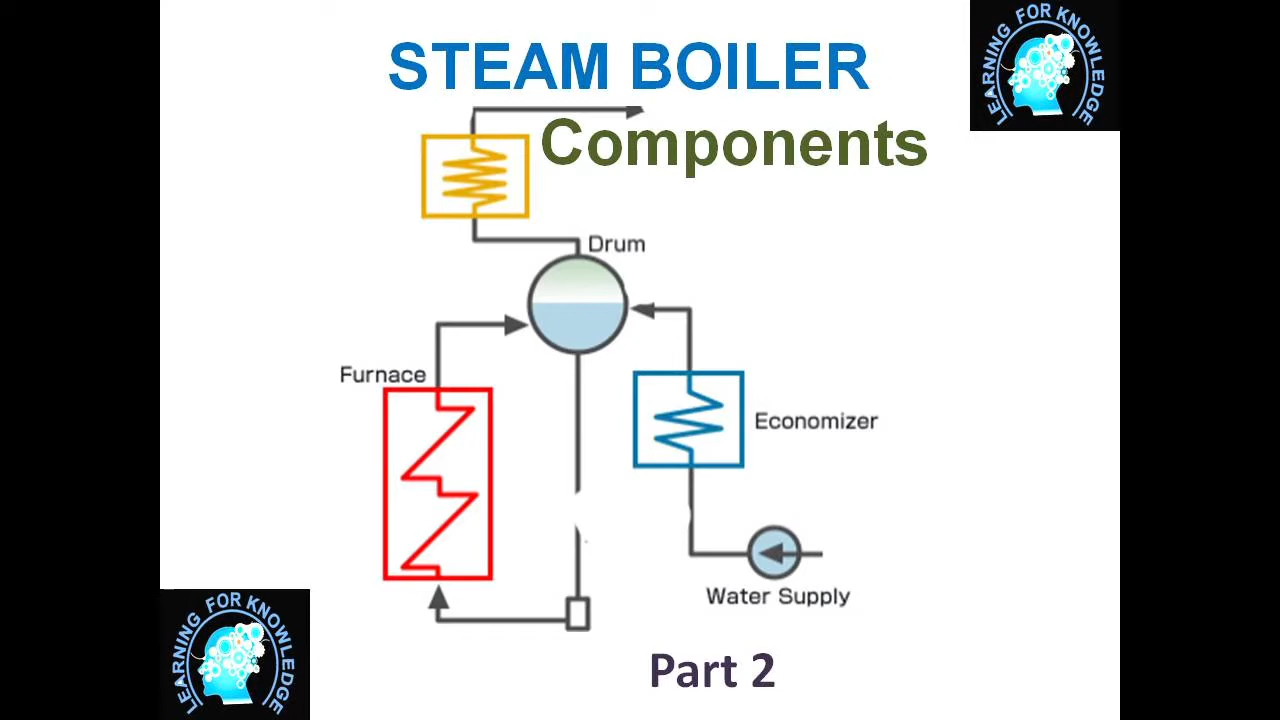 STEAM BOILER
LEARNING FOR KNOWLEDGE
Components
Drum
Furnace
Economizer
Water Supply
LEARNING FOR KNOWLEDGE
Part 2